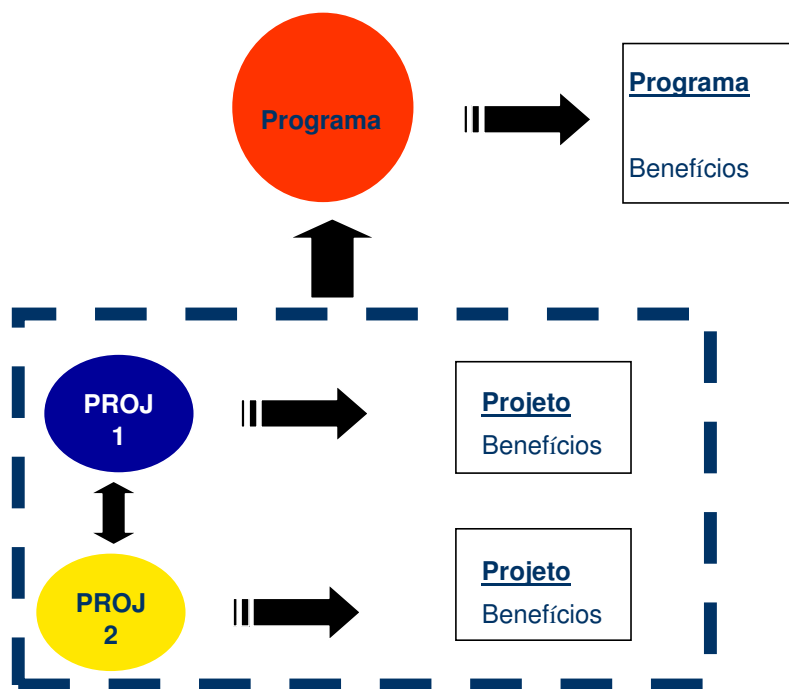 Programa
Programa
Benefícios
PROJ
1
Projeto
Benefícios
PROJ
2
Projeto
Benefícios